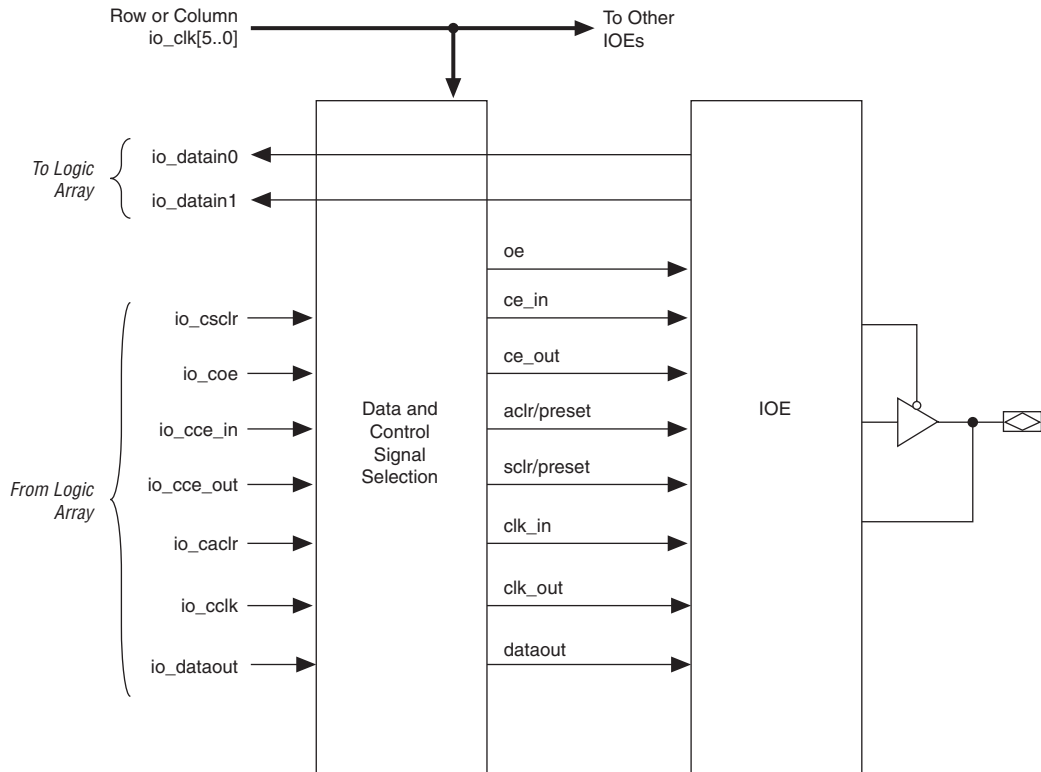 Row or Column
io_clk[5..0]
To Other
IOEs
To Logic
Array
io_datain0
io_datain1
From Logic
Array
io_csclr
io_coe
io_cce_in
io_cce_out
io_caclr
io_cclk
io_dataout
Data and
Control
Signal
Selection
oe
ce_in
ce_out
aclr/preset
sclr/preset
clk_in
clk_out
dataout
IOE